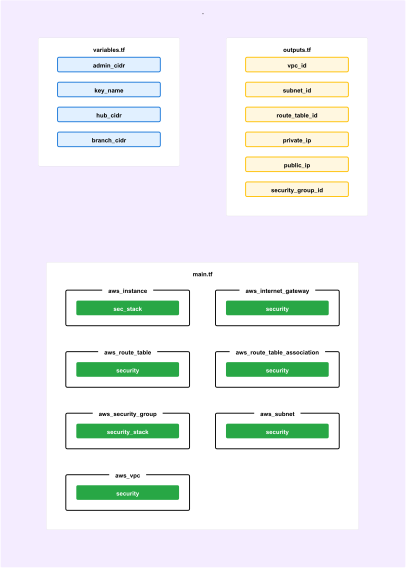 variables.tf
admin_cidr
key_name
hub_cidr
branch_cidr
outputs.tf
vpc_id
subnet_id
route_table_id
private_ip
public_ip
security_group_id
main.tf
aws_instance
sec_stack
aws_internet_gateway
security
aws_route_table
security
aws_route_table_association
security
aws_security_group
security_stack
aws_subnet
security
aws_vpc
security